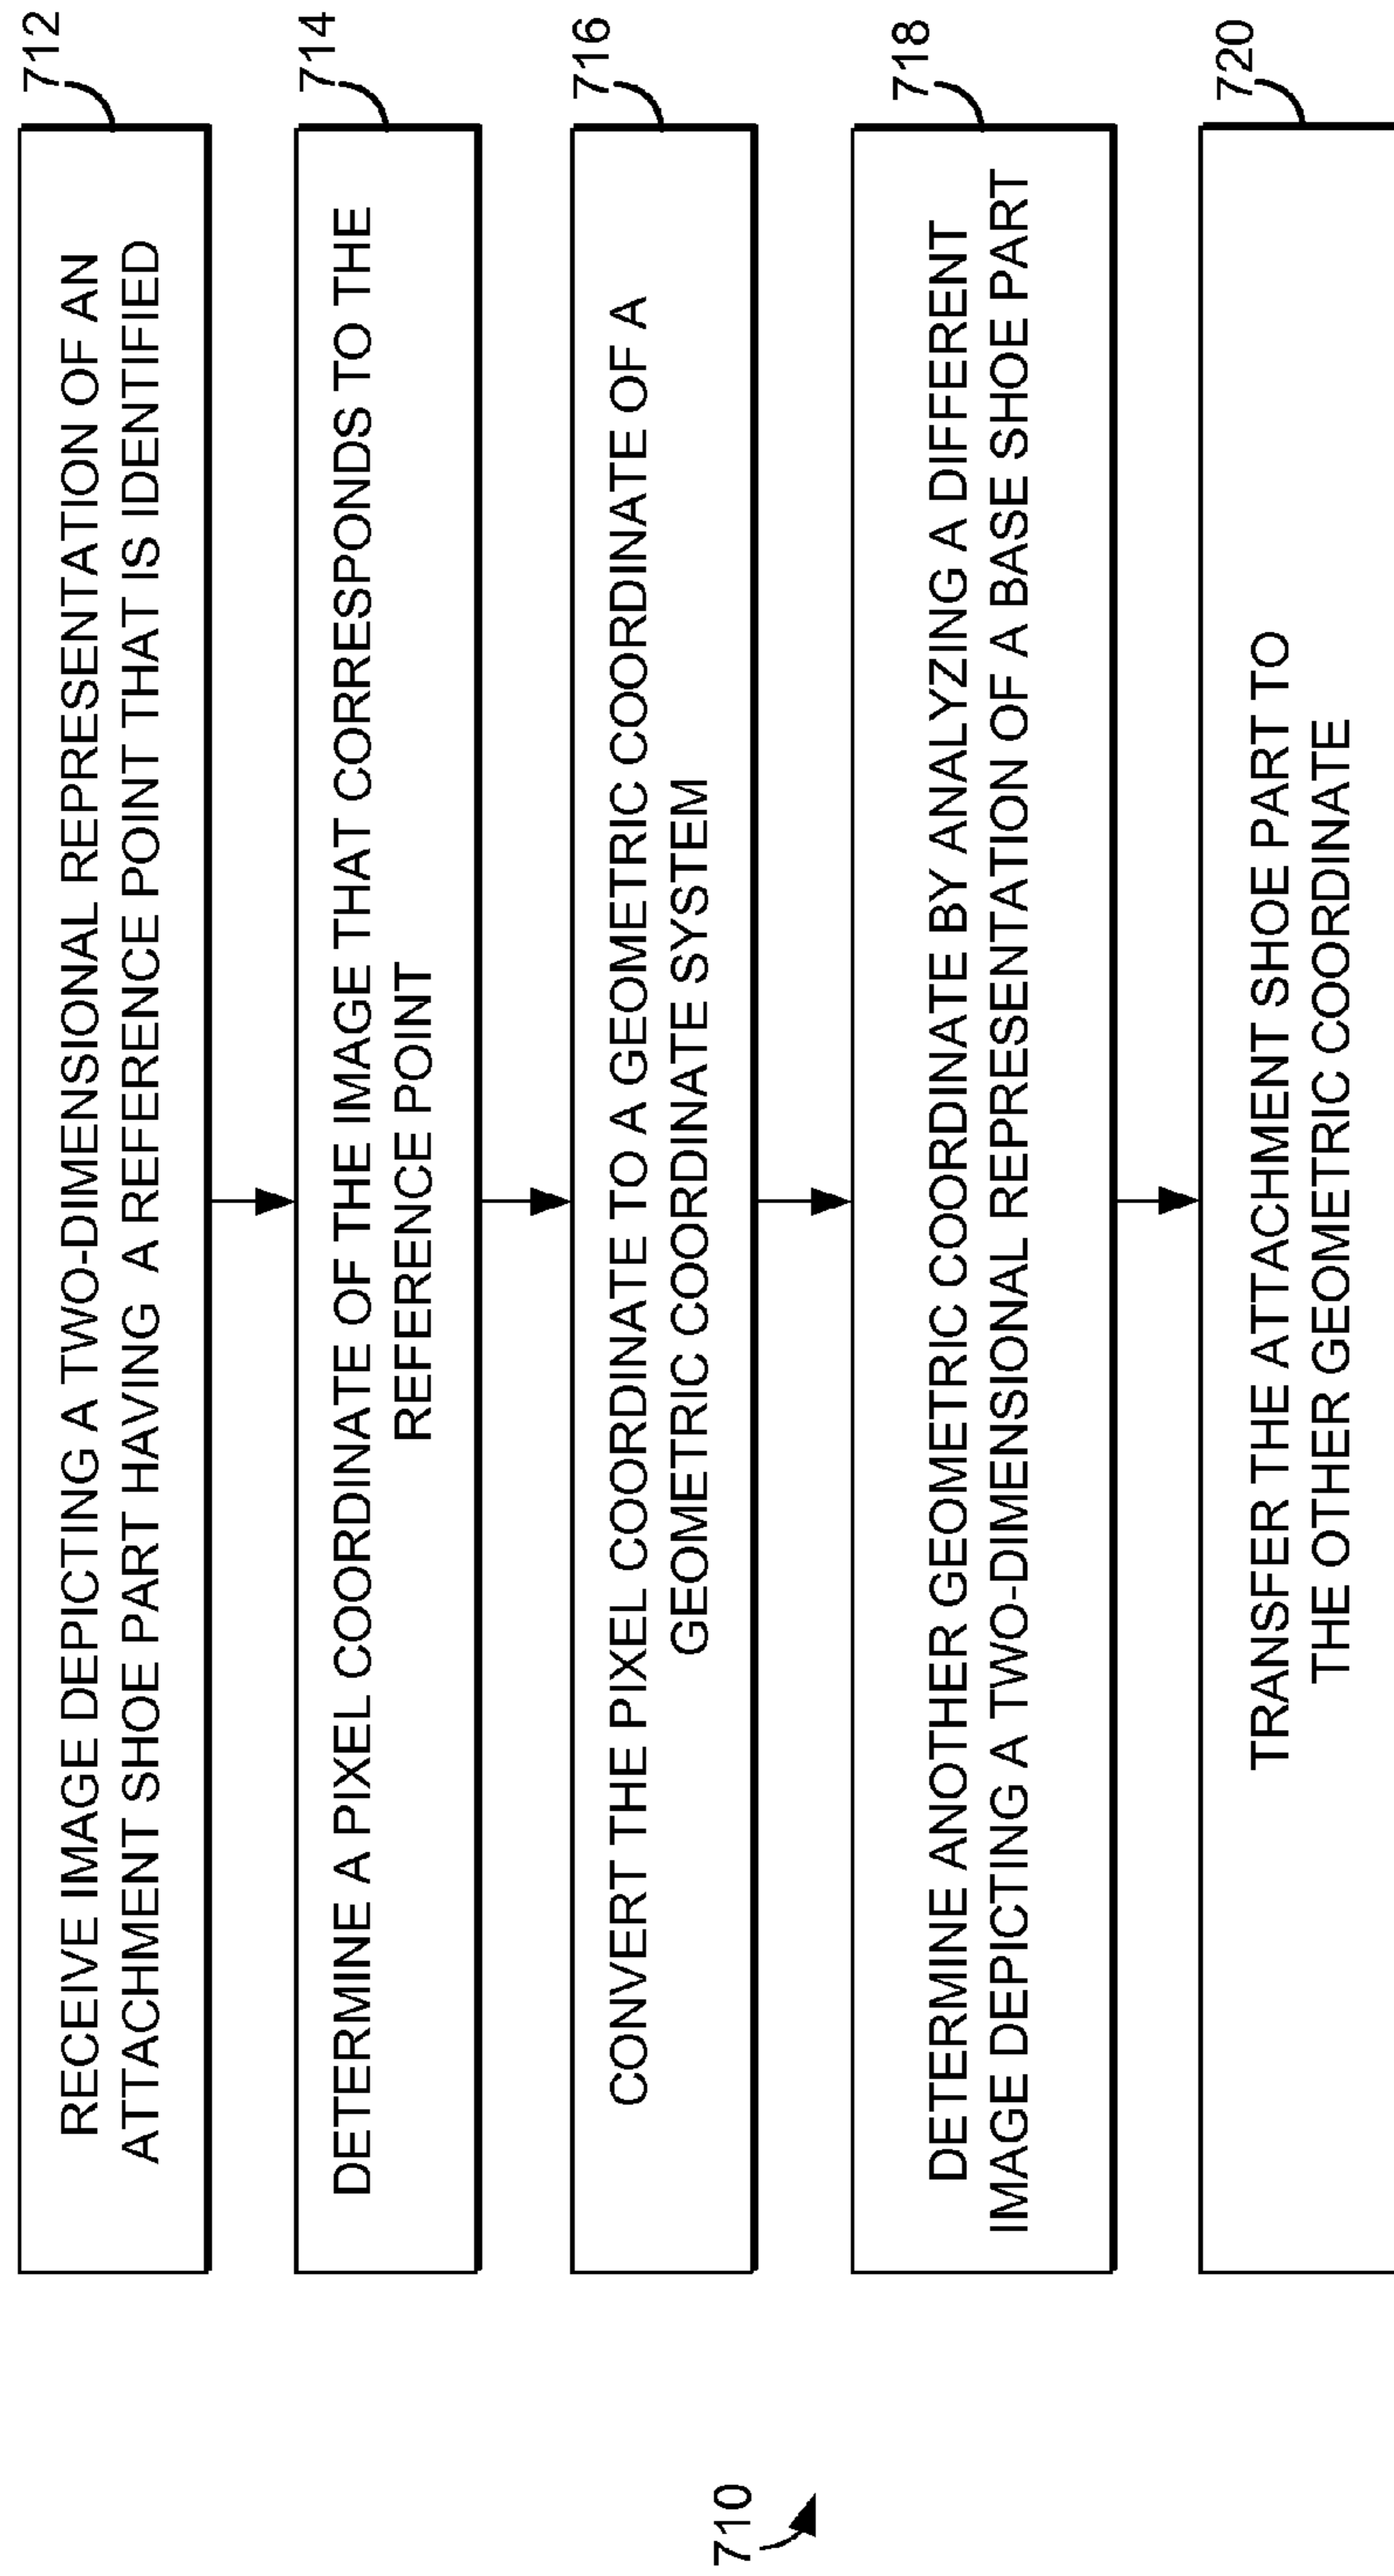 710
712
RECEIVE IMAGE DEPICTING A TWO-DIMENSIONAL REPRESENTATION OF AN
ATTACHMENT SHOE PART HAVING A REFERENCE POINT THAT IS IDENTIFIED
714
DETERMINE A PIXEL COORDINATE OF THE IMAGE THAT CORRESPONDS TO THE
REFERENCE POINT
716
CONVERT THE PIXEL COORDINATE TO A GEOMETRIC COORDINATE OF A
GEOMETRIC COORDINATE SYSTEM
718
DETERMINE ANOTHER GEOMETRIC COORDINATE BY ANALYZING A DIFFERENT
IMAGE DEPICTING A TWO-DIMENSIONAL REPRESENTATION OF A BASE SHOE PART
720
TRANSFER THE ATTACHMENT SHOE PART TO
THE OTHER GEOMETRIC COORDINATE